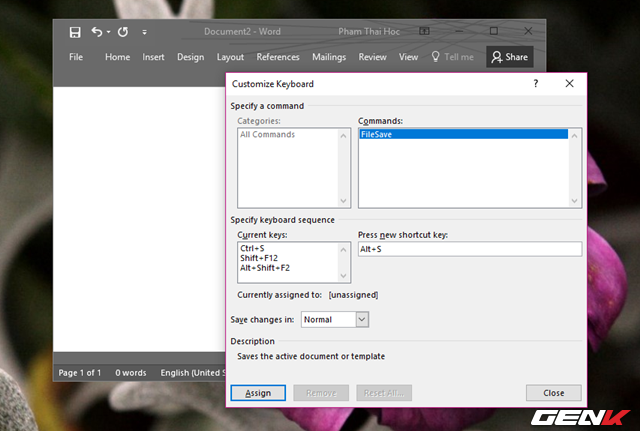 Document2 - Word
Pham Thai Hoc
File Home Insert Design Layout References Mailings Review View Tell me Share
Customize Keyboard
?
Specify a command
Categories:
Commands:
All Commands
FileSave
Specify keyboard sequence
Current keys:
Press new shortcut key:
Ctrl+S
Shift+F12
Alt+Shift+F2
Alt+S
Currently assigned to: [unassigned]
Save changes in: Normal
Description
Saves the active document or template
Page 1 of 1 0 words English (United S
Assign Remove Reset All... Close
GENK